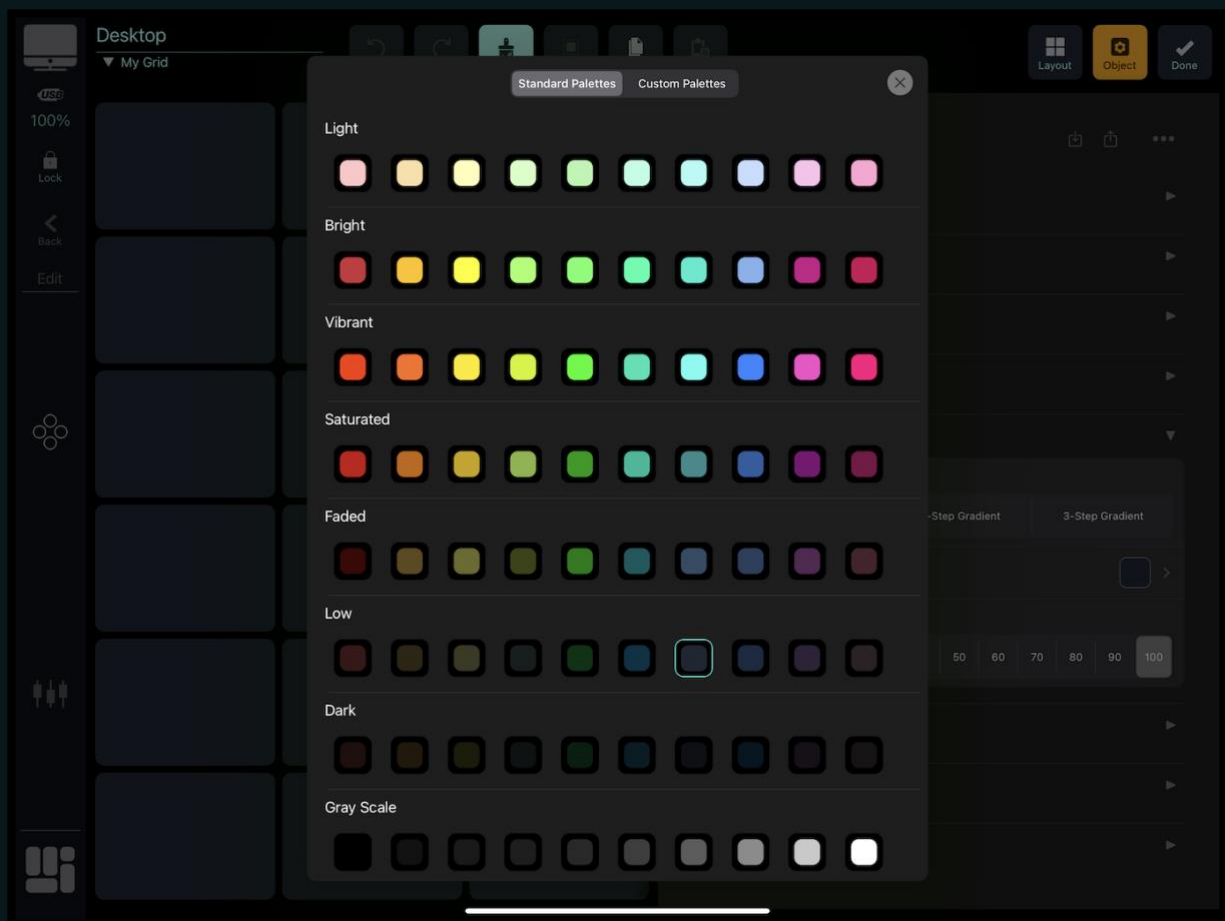 Desktop
▼ My Grid
Layout
Object
Done
USB
100%
Lock
Back
Edit
Standard Palettes
Custom Palettes
Light
Bright
Vibrant
Saturated
Faded
Low
Dark
Gray Scale
-Step Gradient
3-Step Gradient
50 60 70 80 90 100